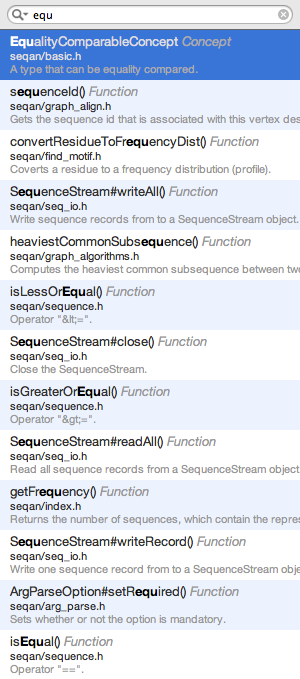 equ
EqualityComparableConcept Concept
seqan/basic.h
A type that can be equality compared.
sequenceId() Function
seqan/graph_align.h
Gets the sequence id that is associated with this vertex des
convertResidueToFrequencyDist() Function
seqan/find_motif.h
Coverts a residue to a frequency distribution (profile).
SequenceStream#writeAll() Function
seqan/seq_io.h
Write sequence records from to a SequenceStream object.
heaviestCommonSubsequence() Function
seqan/graph_algorithms.h
Computes the heaviest common subsequence between two
isLessOrEqual() Function
seqan/sequence.h
Operator "&lt;=".
SequenceStream#close() Function
seqan/seq_io.h
Close the SequenceStream.
isGreaterOrEqual() Function
seqan/sequence.h
Operator "&gt;=".
SequenceStream#readAll() Function
seqan/seq_io.h
Read all sequence records from a SequenceStream object
getFrequency() Function
seqan/index.h
Returns the number of sequences, which contain the repres
SequenceStream#writeRecord() Function
seqan/seq_io.h
Write one sequence record from to a SequenceStream obje
ArgParseOption#setRequired() Function
seqan/arg_parse.h
Sets whether or not the option is mandatory.
isEqual() Function
seqan/sequence.h
Operator "==".